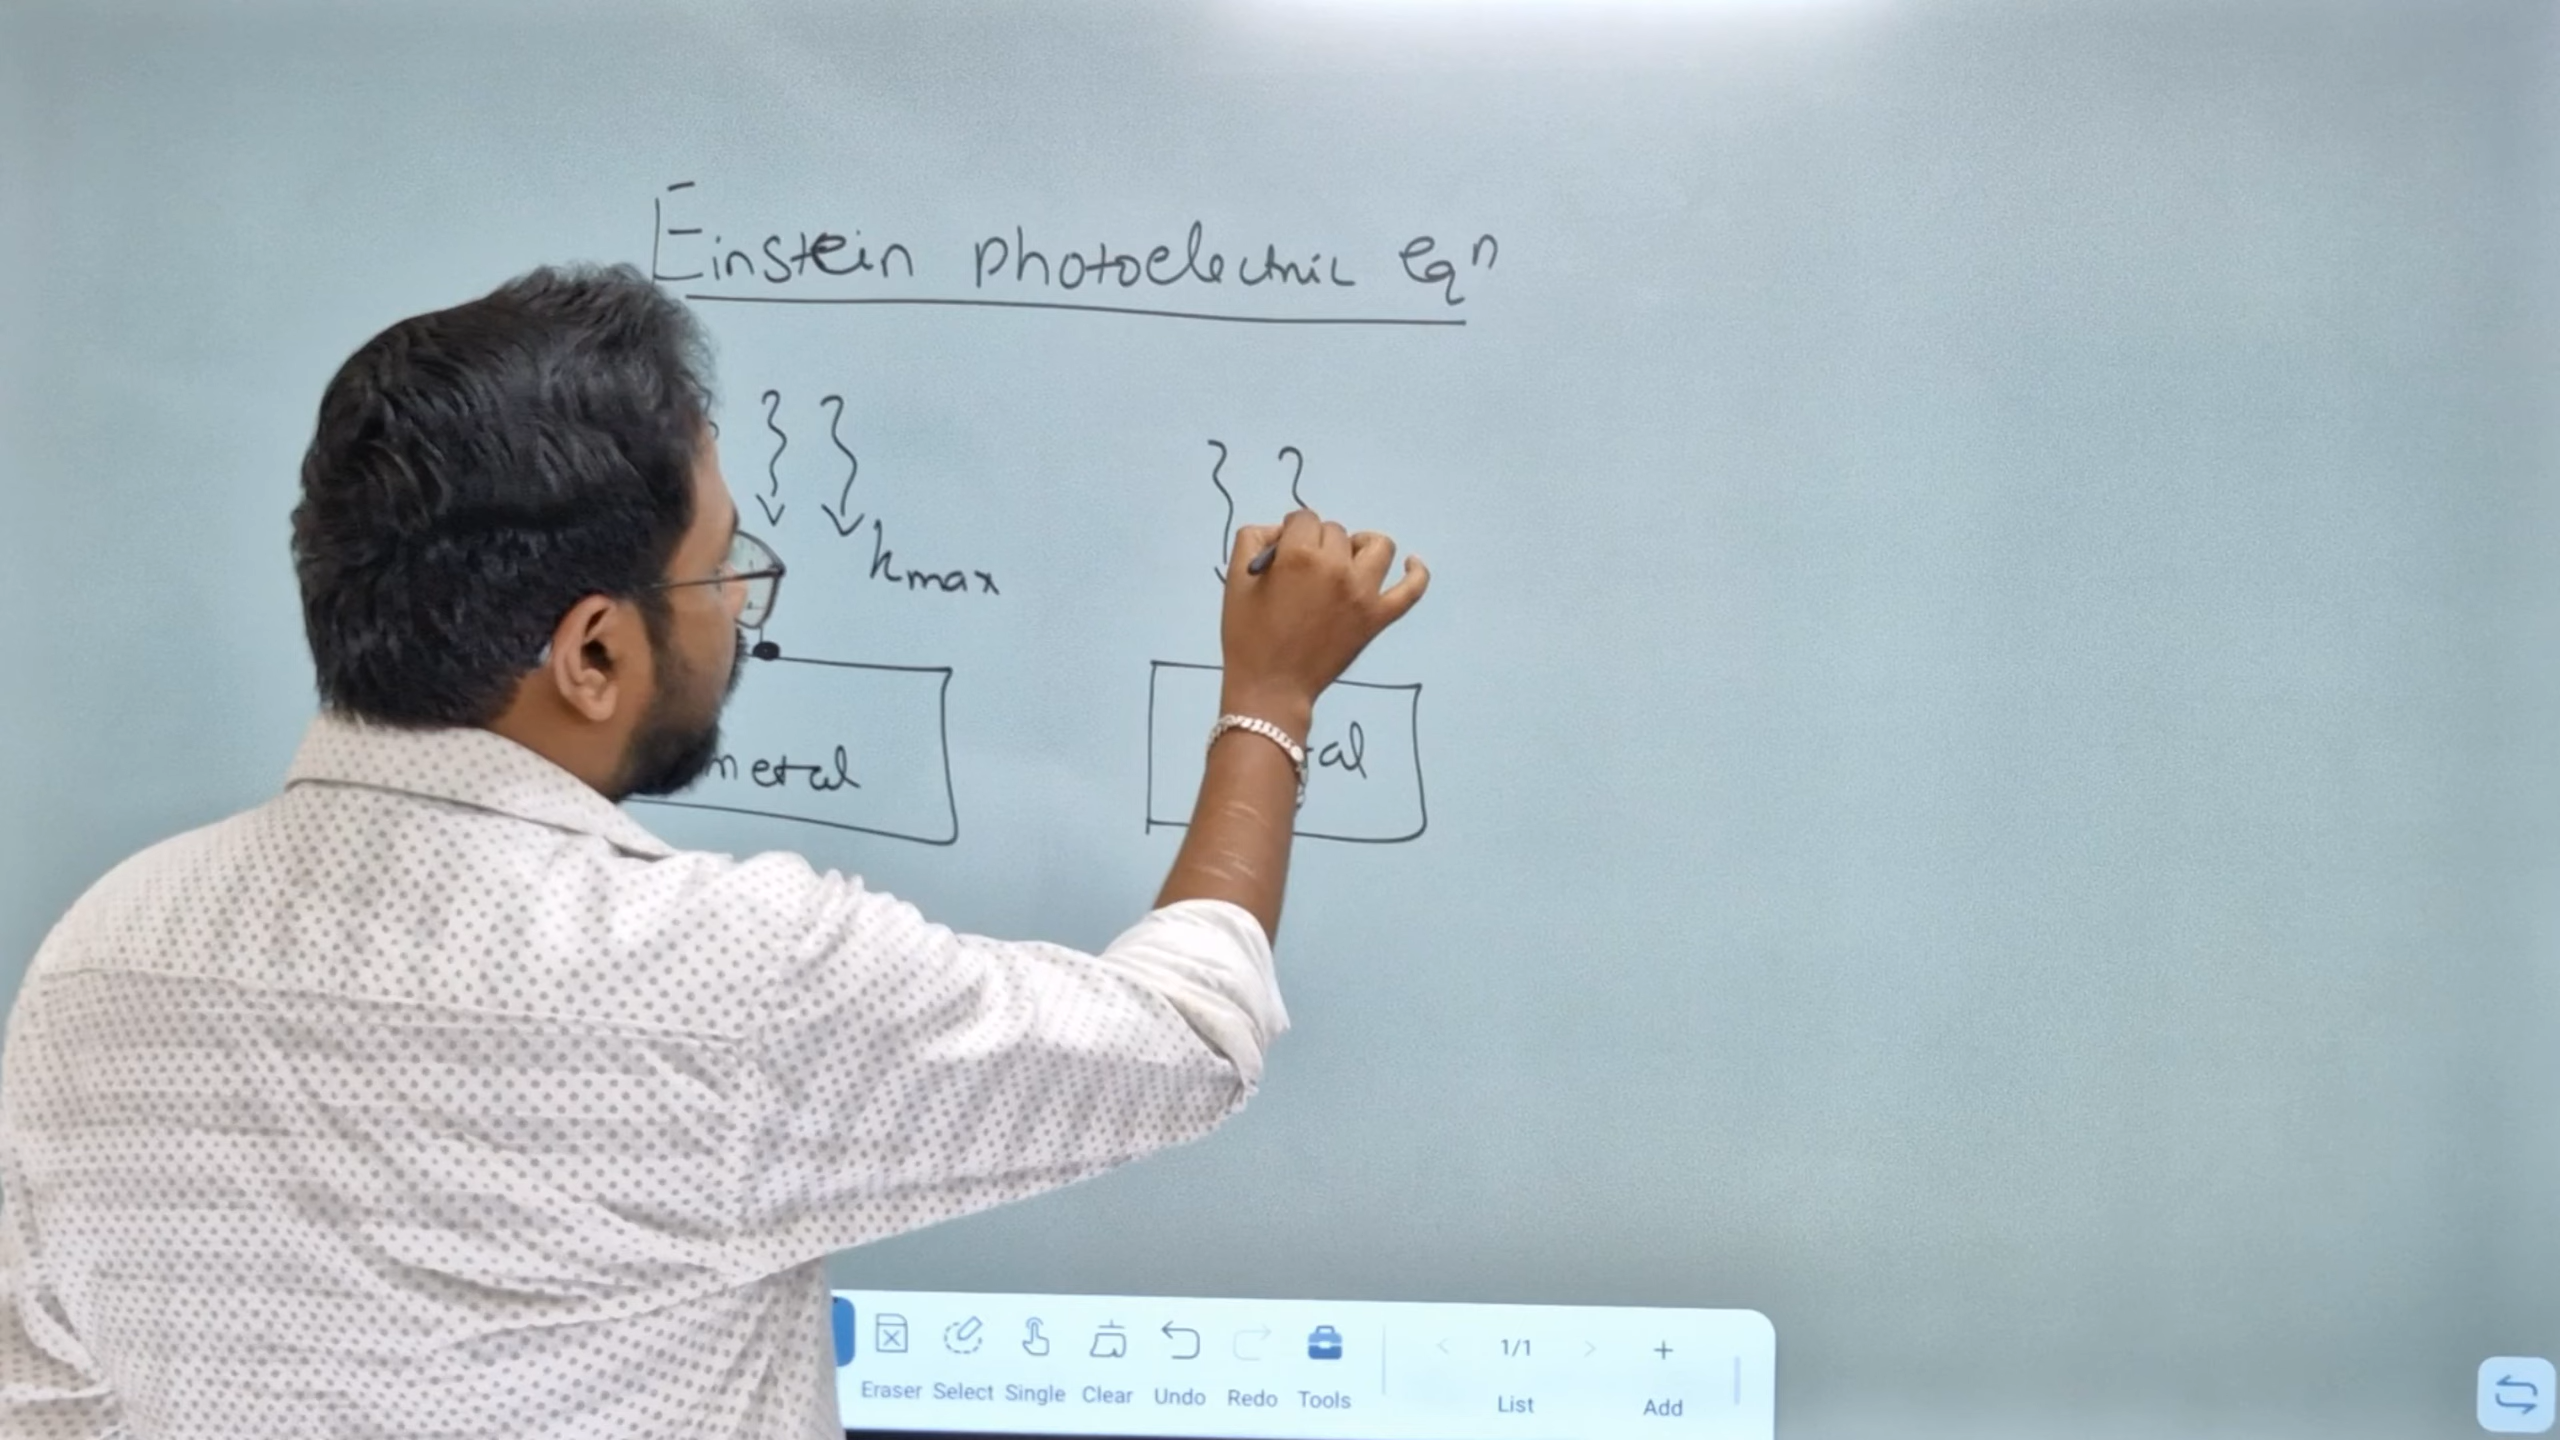 Einstein photoelectric eqn
kmax
metal
al
Eraser Select Single Clear Undo Redo Tools
1/1
List
+
Add